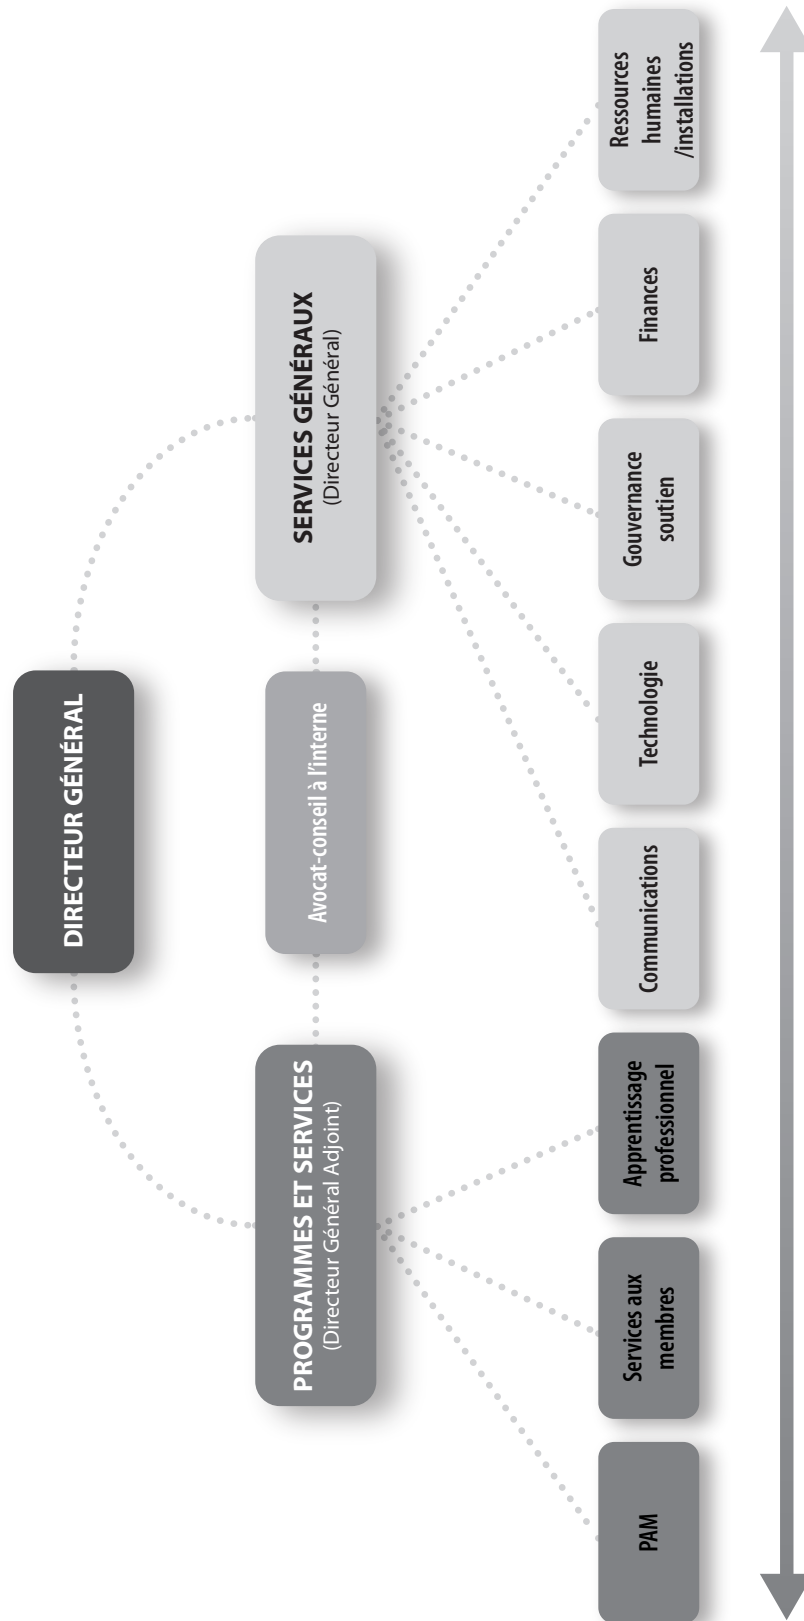 DIRECTEUR GÉNÉRAL
PROGRAMMES ET SERVICES
(Directeur Général Adjoint)
Avocat-conseil à l'interne
SERVICES GÉNÉRAUX
(Directeur Général)
PAM
Services aux
membres
Apprentissage
professionnel
Communications
Technologie
Gouvernance
soutien
Finances
Ressources
humaines
/installations